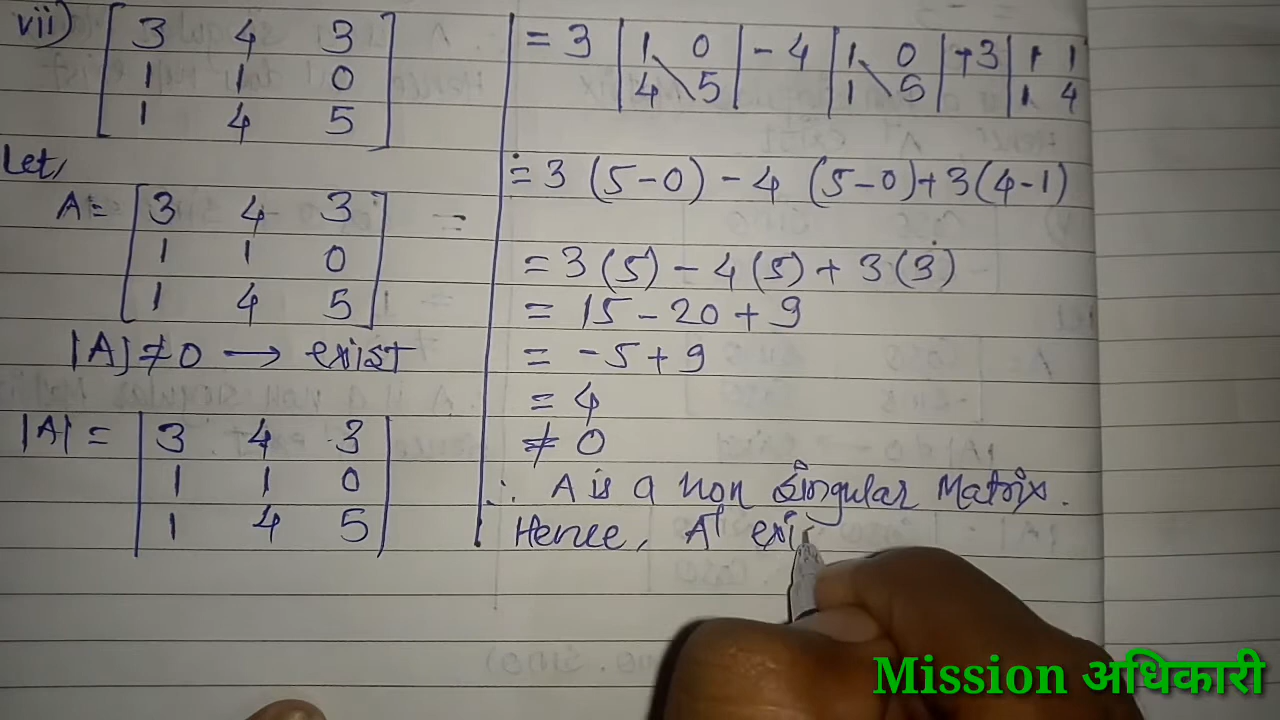 vii) [ 3 4 3
1 1 0
1 4 5 ]
Let,
A = [ 3 4 3
1 1 0
1 4 5 ]
|A| ≠ 0 → exist
|A| = | 3 4 3 |
| 1 1 0 |
| 1 4 5 |
= 3 | 1 0 | - 4 | 1 0 | + 3 | 1 1 |
| 4 5 | | 1 5 | | 1 4 |
= 3 (5-0) - 4 (5-0) + 3(4-1)
= 3 (5) - 4 (5) + 3 (3)
= 15 - 20 + 9
= -5 + 9
= 4
≠ 0
∴ A is a non singular Matrix.
Hence, A⁻¹ exi
Mission अधिकारी